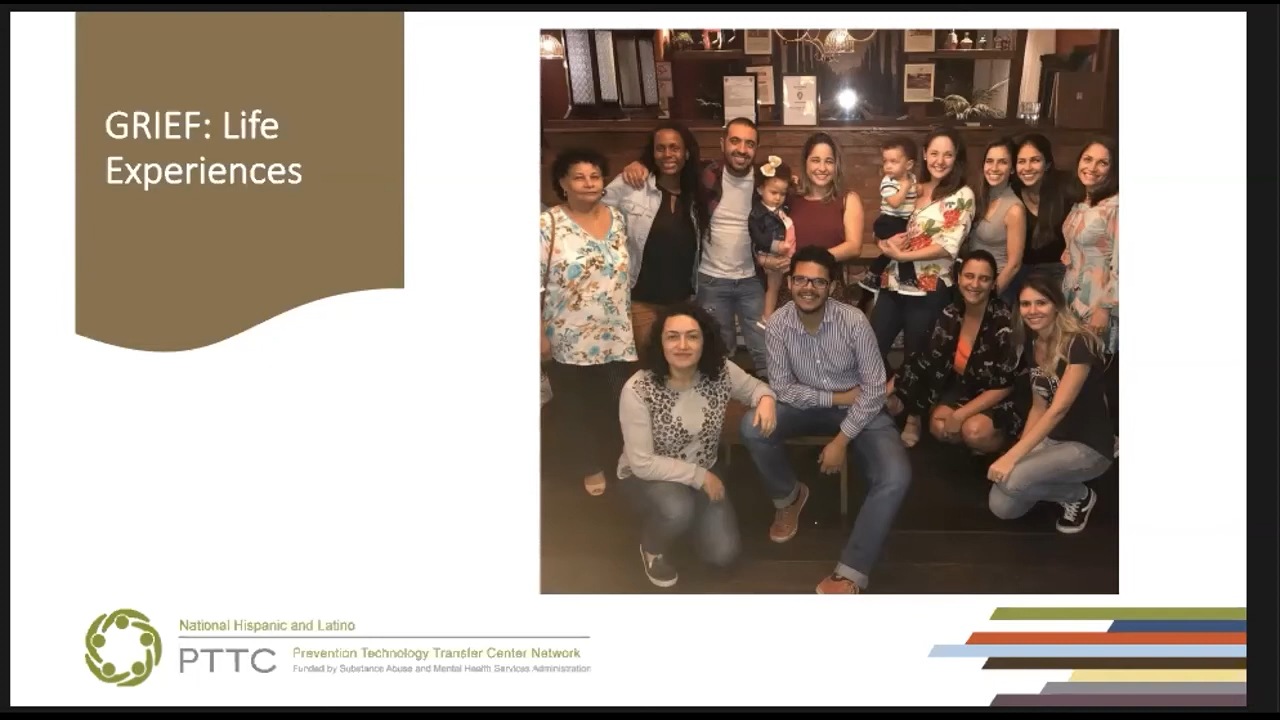 GRIEF: Life
Experiences
National Hispanic and Latino
PTTC
Prevention Technology Transfer Center Network
Funded by Substance Abuse and Mental Health Services Administration